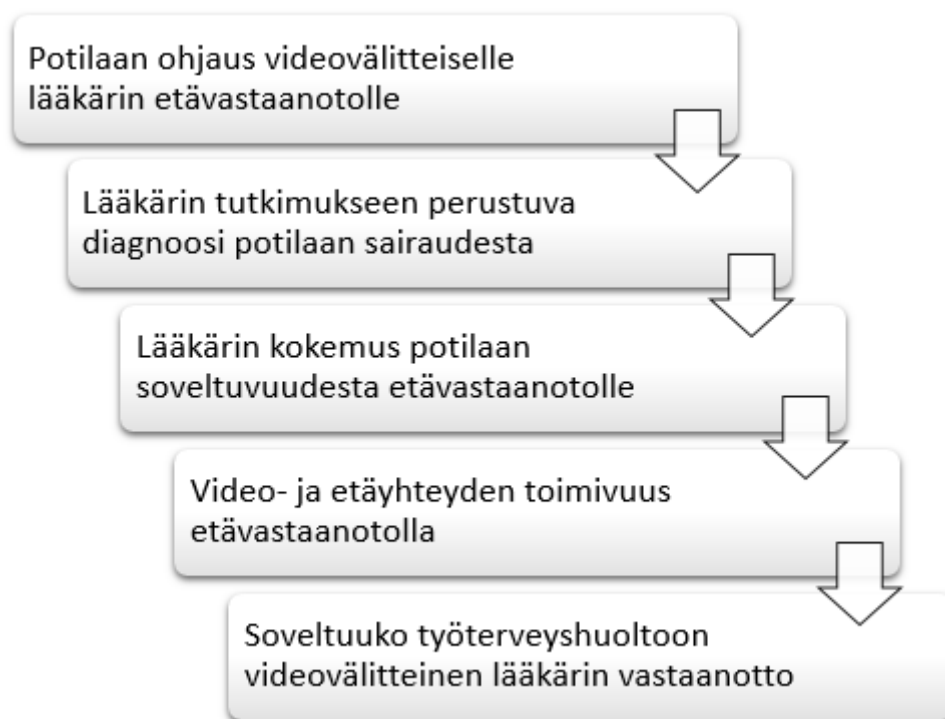 Potilaan ohjaus videovälitteiselle
lääkärin etävastaanotolle
Lääkärin tutkimukseen perustuva
diagnoosi potilaan sairaudesta
Lääkärin kokemus potilaan
soveltuvuudesta etävastaanotolle
Video- ja etäyhteyden toimivuus
etävastaanotolla
Soveltuuko työterveyshuoltoon
videovälitteinen lääkärin vastaanotto